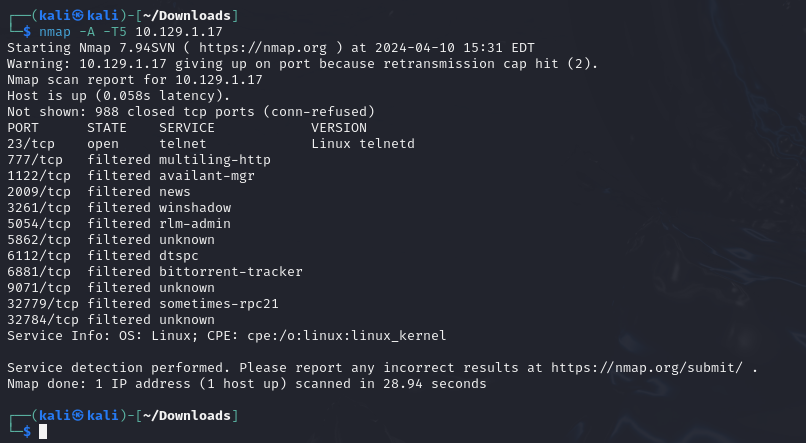 ┌──(kali㉿kali)-[~/Downloads]
└─$ nmap -A -T5 10.129.1.17
Starting Nmap 7.94SVN ( https://nmap.org ) at 2024-04-10 15:31 EDT
Warning: 10.129.1.17 giving up on port because retransmission cap hit (2).
Nmap scan report for 10.129.1.17
Host is up (0.058s latency).
Not shown: 988 closed tcp ports (conn-refused)
PORT      STATE    SERVICE            VERSION
23/tcp    open     telnet             Linux telnetd
777/tcp   filtered multiling-http
1122/tcp  filtered availant-mgr
2009/tcp  filtered news
3261/tcp  filtered winshadow
5054/tcp  filtered rlm-admin
5862/tcp  filtered unknown
6112/tcp  filtered dtspc
6881/tcp  filtered bittorrent-tracker
9071/tcp  filtered unknown
32779/tcp filtered sometimes-rpc21
32784/tcp filtered unknown
Service Info: OS: Linux; CPE: cpe:/o:linux:linux_kernel

Service detection performed. Please report any incorrect results at https://nmap.org/submit/ .
Nmap done: 1 IP address (1 host up) scanned in 28.94 seconds

┌──(kali㉿kali)-[~/Downloads]
└─$